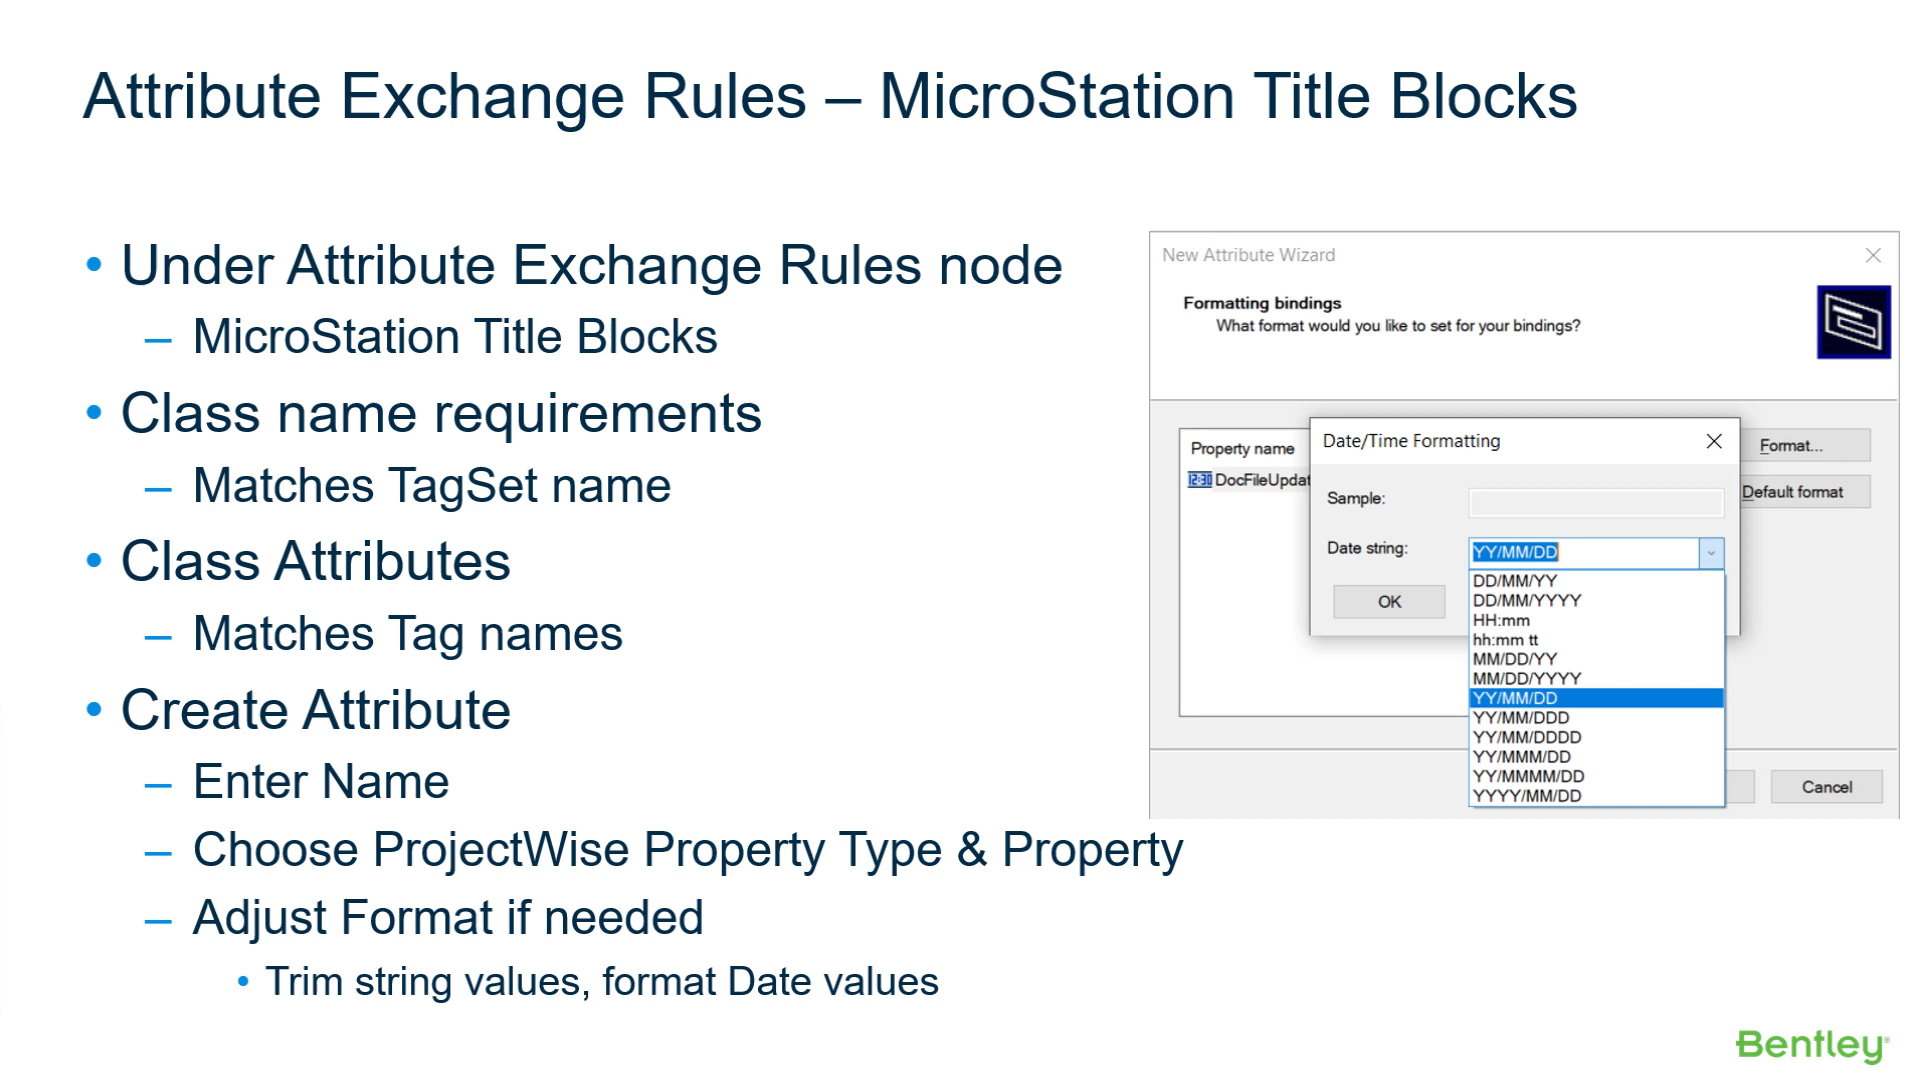 Attribute Exchange Rules – MicroStation Title Blocks
• Under Attribute Exchange Rules node
– MicroStation Title Blocks
• Class name requirements
– Matches TagSet name
• Class Attributes
– Matches Tag names
• Create Attribute
– Enter Name
– Choose ProjectWise Property Type & Property
– Adjust Format if needed
• Trim string values, format Date values
New Attribute Wizard
Formatting bindings
What format would you like to set for your bindings?
Property name
12:30 DocFileUpdat
Format...
Default format
Date/Time Formatting
Sample:
Date string:
YY/MM/DD
OK
DD/MM/YY
DD/MM/YYYY
HH:mm
hh:mm tt
MM/DD/YY
MM/DD/YYYY
YY/MM/DD
YY/MM/DDD
YY/MM/DDDD
YY/MMM/DD
YY/MMMM/DD
YYYY/MM/DD
Cancel
Bentley®